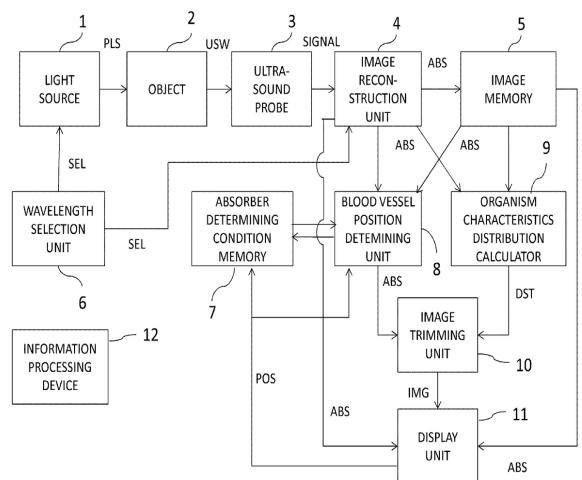 1
2
3
4
5
PLS
USW
SIGNAL
ABS
LIGHT
SOURCE
OBJECT
ULTRA-
SOUND
PROBE
IMAGE
RECON-
STRUCTION
UNIT
IMAGE
MEMORY
SEL
ABS
ABS
9
WAVELENGTH
SELECTION
UNIT
SEL
6
ABSORBER
DETERMINING
CONDITION
MEMORY
7
BLOOD VESSEL
POSITION
DETEMINING
UNIT
8
ORGANISM
CHARACTERISTICS
DISTRIBUTION
CALCULATOR
ABS
DST
IMAGE
TRIMMING
UNIT
10
INFORMATION
PROCESSING
DEVICE
12
POS
IMG
ABS
11
DISPLAY
UNIT
ABS